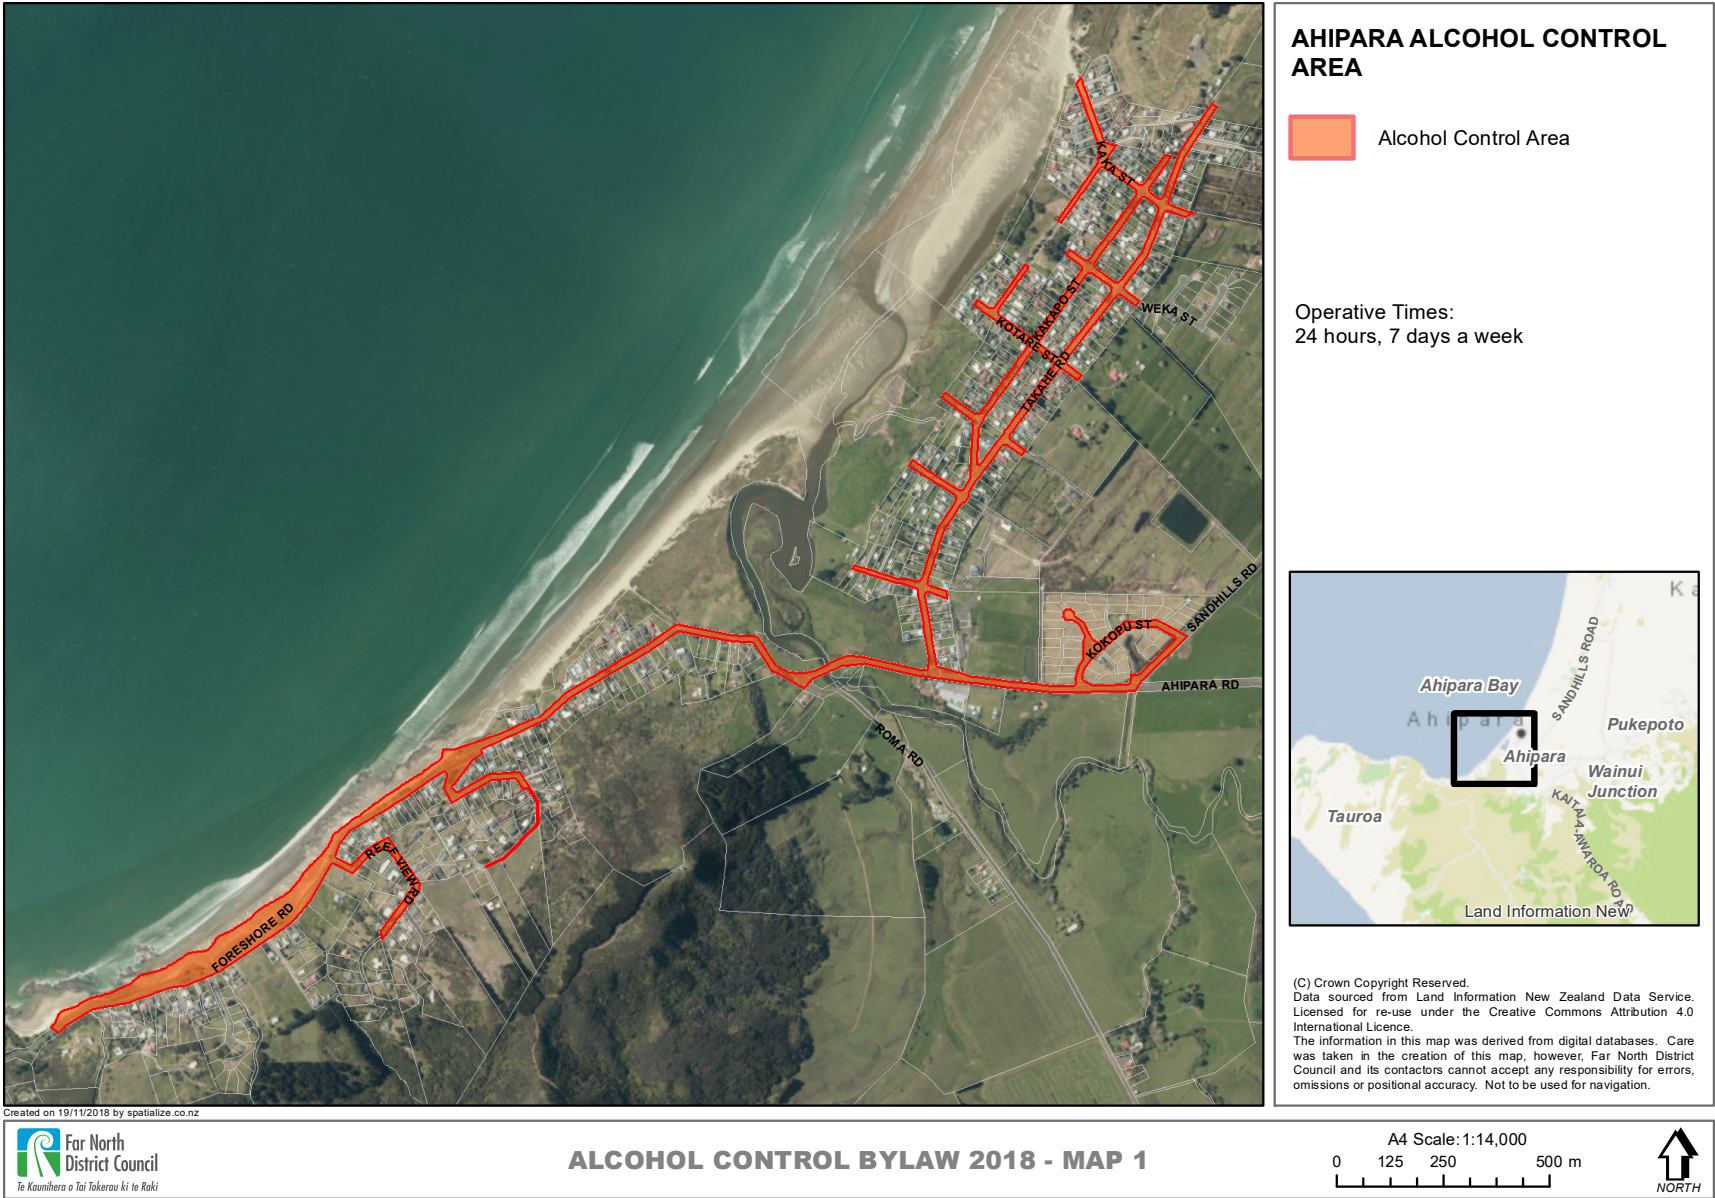 AHIPARA ALCOHOL CONTROL
AREA
Alcohol Control Area
Operative Times:
24 hours, 7 days a week
KAKA ST
WEKA ST
KAKAPO ST
KOTARE ST
TAKAHE RD
SANDHILLS RD
KOKOPU ST
AHIPARA RD
ROMA RD
REEF VIEW RD
FORESHORE RD
Ahipara Bay
Ahipara
Ahipara
SANDHILLS ROAD
Pukepoto
Wainui
Junction
Tauroa
KAITAIA-AWAROA ROAD
Land Information New
(C) Crown Copyright Reserved.
Data sourced from Land Information New Zealand Data Service.
Licensed for re-use under the Creative Commons Attribution 4.0
International Licence.
The information in this map was derived from digital databases. Care
was taken in the creation of this map, however, Far North District
Council and its contactors cannot accept any responsibility for errors,
omissions or positional accuracy. Not to be used for navigation.
Created on 19/11/2018 by spatialize.co.nz
Far North
District Council
Te Kaunihera o Tai Tokerau ki te Raki
ALCOHOL CONTROL BYLAW 2018 - MAP 1
A4 Scale: 1:14,000
0 125 250 500 m
NORTH